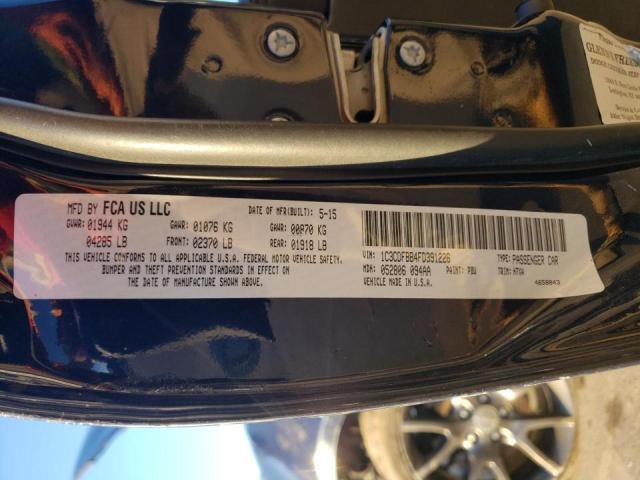 MFD BY FCA US LLC
DATE OF MFR(BUILT): 5-15
GVWR: 01944 KG GAWR: 01076 KG GAWR: 00870 KG
04285 LB FRONT: 02370 LB REAR: 01918 LB
THIS VEHICLE CONFORMS TO ALL APPLICABLE U.S.A. FEDERAL MOTOR VEHICLE SAFETY,
BUMPER AND THEFT PREVENTION STANDARDS IN EFFECT ON
THE DATE OF MANUFACTURE SHOWN ABOVE.
VIN: 1C3CDFBB4FD391226 TYPE: PASSENGER CAR
MDH: 052806 094AA PAINT: PBU TRIM: H7VA
VEHICLE MADE IN U.S.A. 4658843